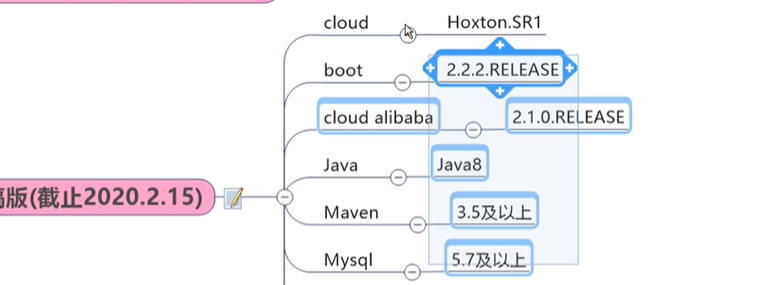 cloud
Hoxton.SR1
boot
2.2.2.RELEASE
cloud alibaba
2.1.0.RELEASE
Java
Java8
版(截止2020.2.15)
Maven
3.5及以上
Mysql
5.7及以上